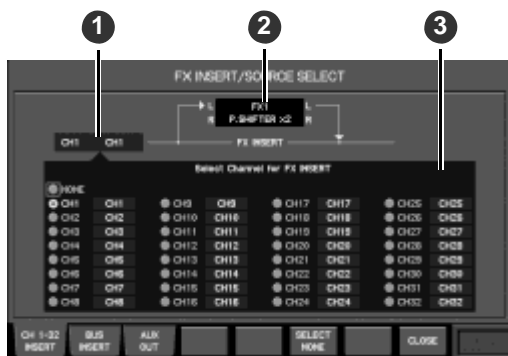 1 2 3
FX INSERT/SOURCE SELECT
L FX1 L
R P.SHIFTER x2 R
CH1 CH1 FX INSERT
Select Channel for FX INSERT
NONE
CH1 CH1 CH9 CH9 CH17 CH17 CH25 CH25
CH2 CH2 CH10 CH10 CH18 CH18 CH26 CH26
CH3 CH3 CH11 CH11 CH19 CH19 CH27 CH27
CH4 CH4 CH12 CH12 CH20 CH20 CH28 CH28
CH5 CH5 CH13 CH13 CH21 CH21 CH29 CH29
CH6 CH6 CH14 CH14 CH22 CH22 CH30 CH30
CH7 CH7 CH15 CH15 CH23 CH23 CH31 CH31
CH8 CH8 CH16 CH16 CH24 CH24 CH32 CH32
CH 1-32 BUS AUX SELECT CLOSE
INSERT INSERT OUT NONE